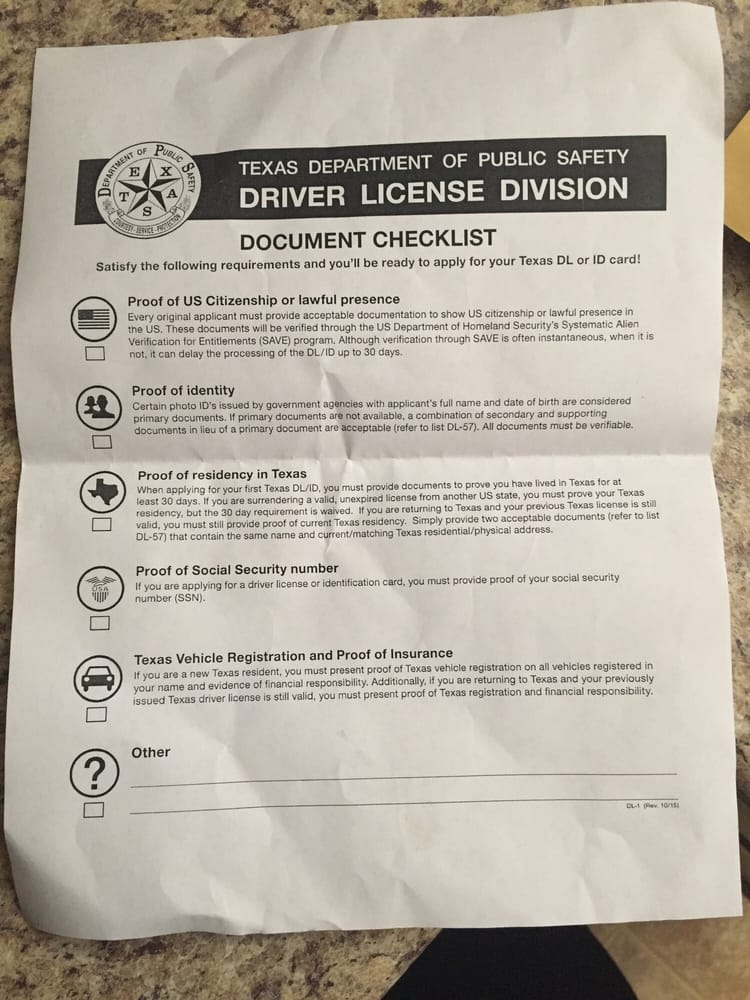 DEPARTMENT OF PUBLIC SAFETY
TEXAS
COURTESY · SERVICE · PROTECTION
TEXAS DEPARTMENT OF PUBLIC SAFETY
DRIVER LICENSE DIVISION
DOCUMENT CHECKLIST
Satisfy the following requirements and you'll be ready to apply for your Texas DL or ID card!
Proof of US Citizenship or lawful presence
Every original applicant must provide acceptable documentation to show US citizenship or lawful presence in
the US. These documents will be verified through the US Department of Homeland Security's Systematic Alien
Verification for Entitlements (SAVE) program. Although verification through SAVE is often instantaneous, when it is
not, it can delay the processing of the DL/ID up to 30 days.
Proof of identity
Certain photo ID's issued by government agencies with applicant's full name and date of birth are considered
primary documents. If primary documents are not available, a combination of secondary and supporting
documents in lieu of a primary document are acceptable (refer to list DL-57). All documents must be verifiable.
Proof of residency in Texas
When applying for your first Texas DL/ID, you must provide documents to prove you have lived in Texas for at
least 30 days. If you are surrendering a valid, unexpired license from another US state, you must prove your Texas
residency, but the 30 day requirement is waived. If you are returning to Texas and your previous Texas license is still
valid, you must still provide proof of current Texas residency. Simply provide two acceptable documents (refer to list
DL-57) that contain the same name and current/matching Texas residential/physical address.
USA
Proof of Social Security number
If you are applying for a driver license or identification card, you must provide proof of your social security
number (SSN).
Texas Vehicle Registration and Proof of Insurance
If you are a new Texas resident, you must present proof of Texas vehicle registration on all vehicles registered in
your name and evidence of financial responsibility. Additionally, if you are returning to Texas and your previously
issued Texas driver license is still valid, you must present proof of Texas registration and financial responsibility.
?
Other
DL-1 (Rev. 10/15)